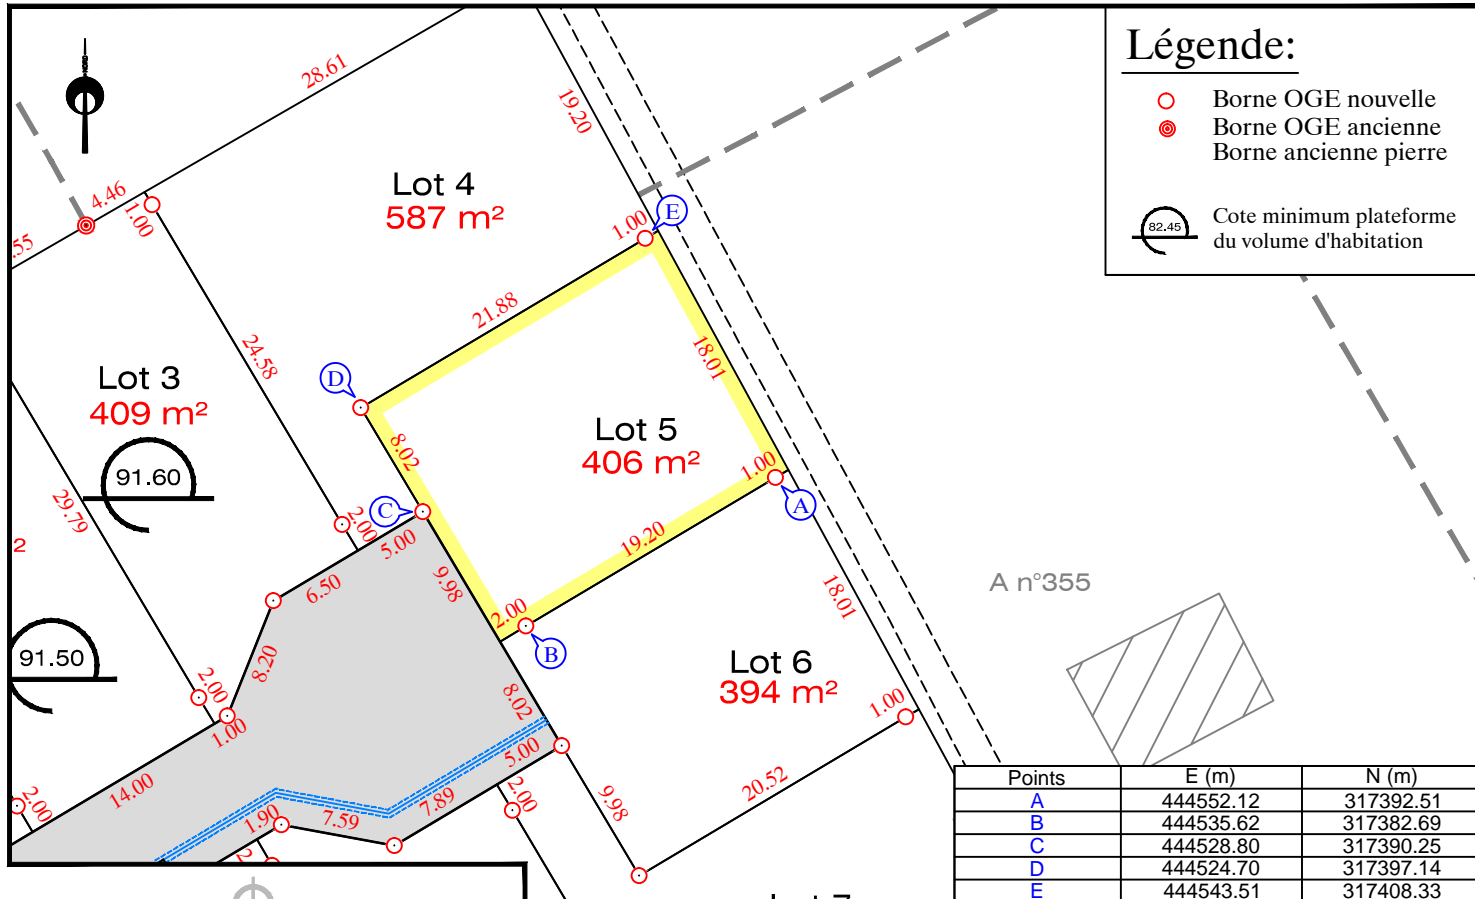 Légende:
Borne OGE nouvelle
Borne OGE ancienne
Borne ancienne pierre
82.45
Cote minimum plateforme
du volume d'habitation
28.61
19.20
4.46
1.00
.55
Lot 4
587 m²
1.00
E
21.88
24.58
18.01
D
Lot 3
409 m²
8.02
Lot 5
406 m²
91.60
1.00
29.79
C
2.00
5.00
A
19.20
2
6.50
9.98
18.01
A n°355
2.00
B
91.50
8.20
2.00
Lot 6
394 m²
8.02
1.00
1.00
5.00
14.00
2.00
7.89
2.00
1.90
7.59
9.98
20.52
2.
Points E (m) N (m)
A 444552.12 317392.51
B 444535.62 317382.69
C 444528.80 317390.25
D 444524.70 317397.14
E 444543.51 317408.33
Lot 7